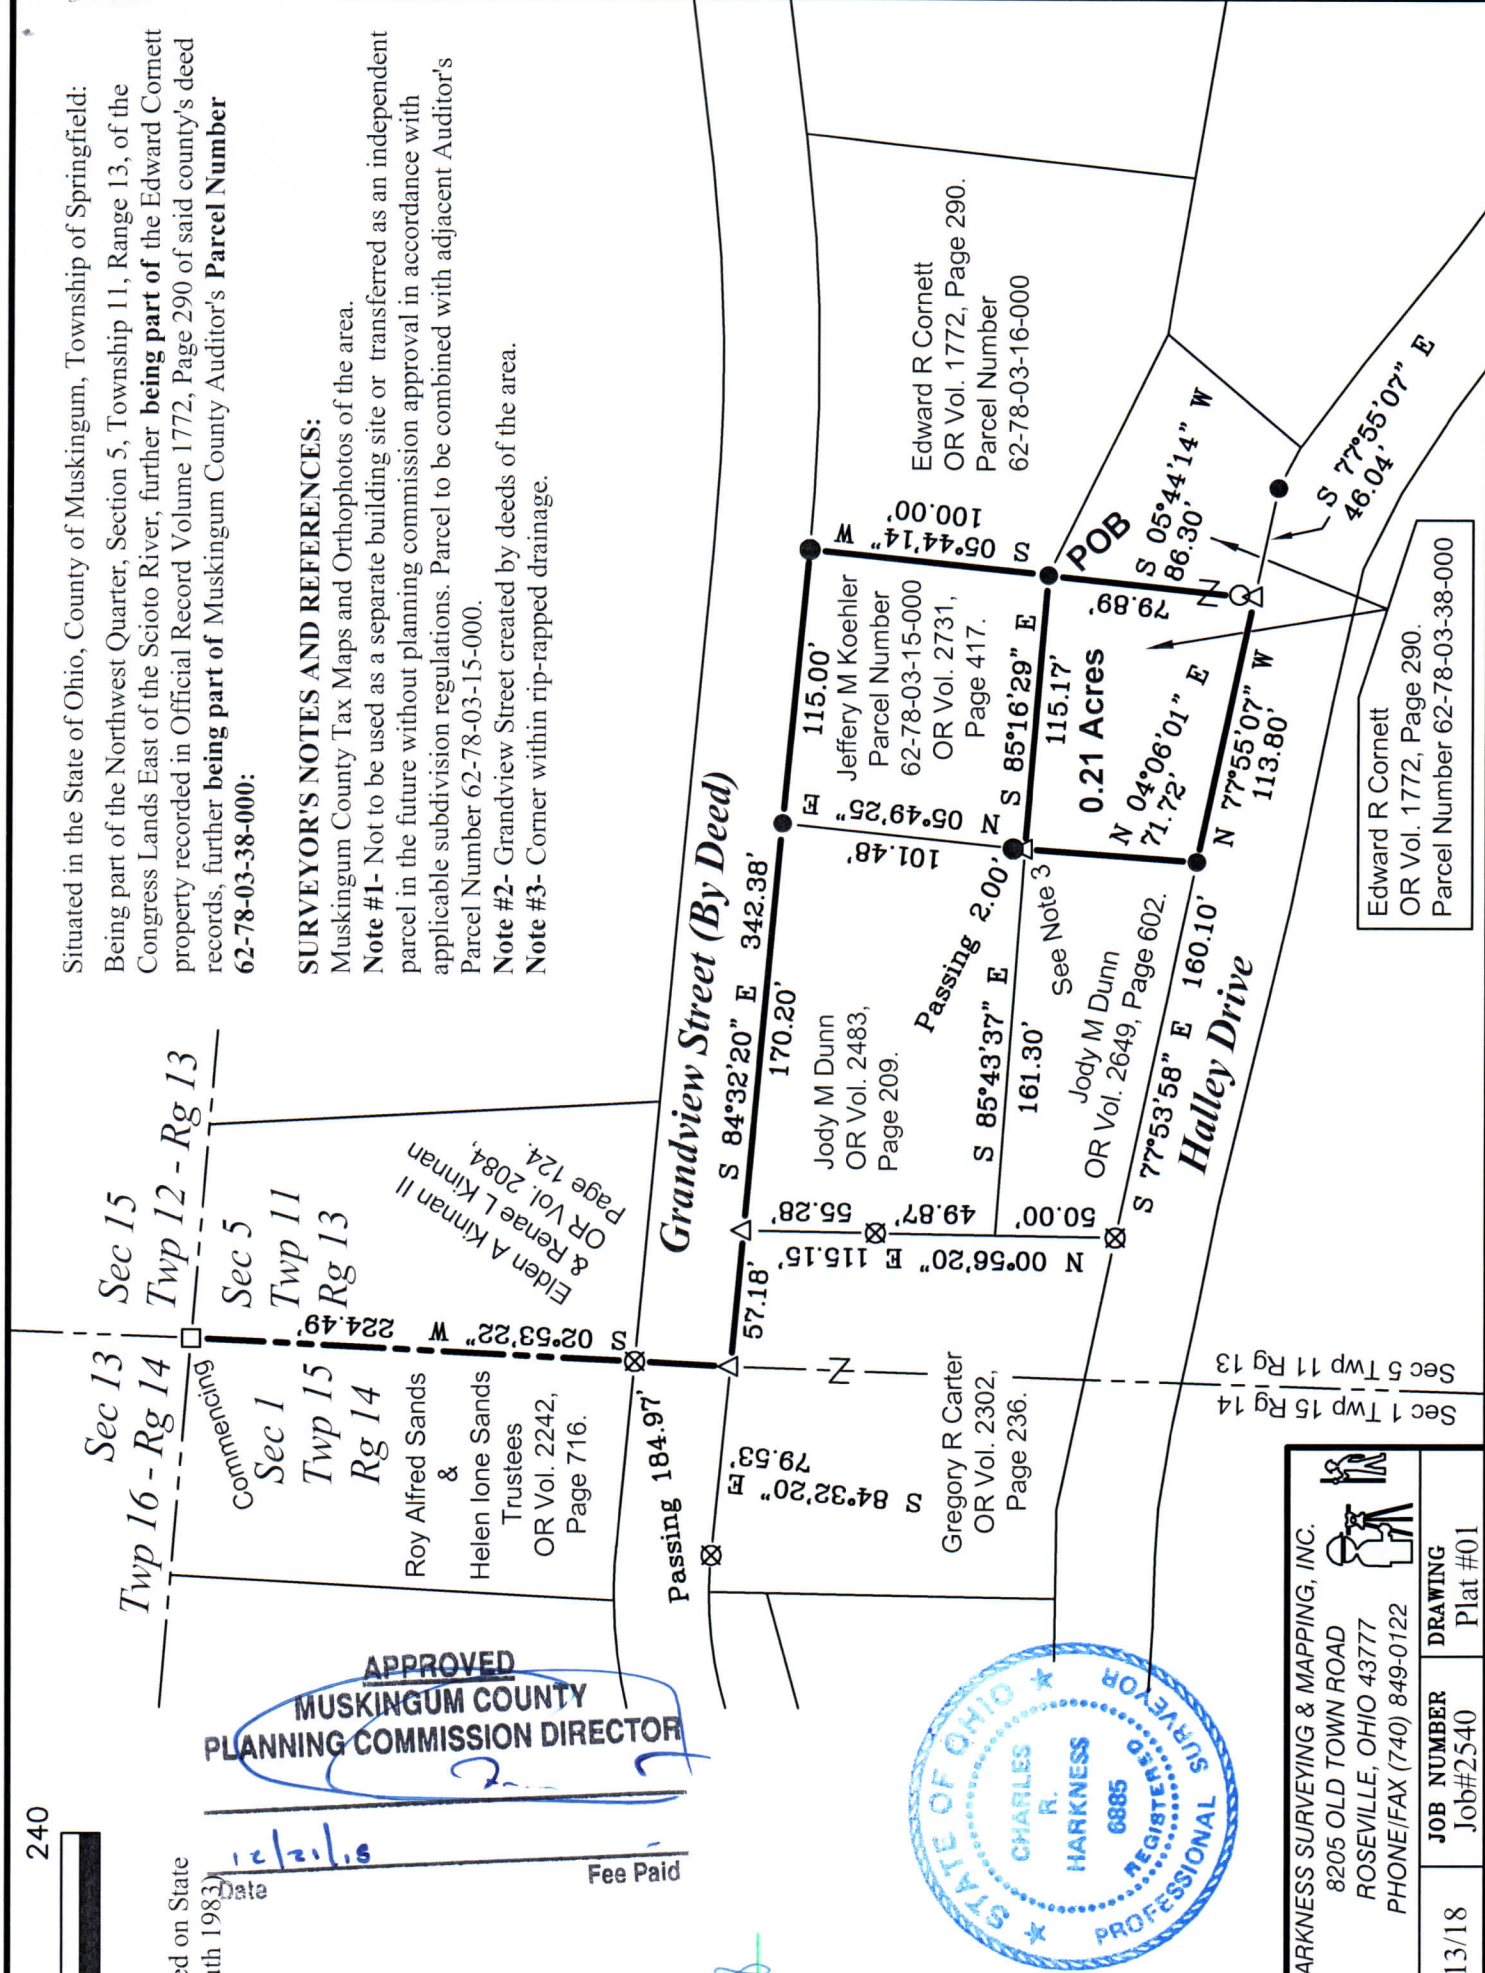 Situated in the State of Ohio, County of Muskingum, Township of Springfield:
Being part of the Northwest Quarter, Section 5, Township 11, Range 13, of the
Congress Lands East of the Scioto River, further being part of the Edward Cornett
property recorded in Official Record Volume 1772, Page 290 of said county's deed
records, further being part of Muskingum County Auditor's Parcel Number
62-78-03-38-000:
SURVEYOR'S NOTES AND REFERENCES:
Muskingum County Tax Maps and Orthophotos of the area.
Note #1- Not to be used as a separate building site or transferred as an independent
parcel in the future without planning commission approval in accordance with
applicable subdivision regulations. Parcel to be combined with adjacent Auditor's
Parcel Number 62-78-03-15-000.
Note #2- Grandview Street created by deeds of the area.
Note #3- Corner within rip-rapped drainage.
Sec 13
Twp 16 - Rg 14
Sec 15
Twp 12 - Rg 13
Commencing
Sec 1
Twp 15
Rg 14
Sec 5
Twp 11
Rg 13
S 02°53'22" W 224.49'
Roy Alfred Sands
&
Helen Ione Sands
Trustees
OR Vol. 2242,
Page 716.
Elden A Kinnan II
& Renae L Kinnan
OR Vol. 2084,
Page 124.
Passing 184.97'
Grandview Street (By Deed)
S 84°32'20" E 342.38'
57.18'
170.20'
115.00'
S 84°32'20" E
79.53'
Gregory R Carter
OR Vol. 2302,
Page 236.
N 00°56'20" E 115.15'
55.28'
49.87'
50.00'
Jody M Dunn
OR Vol. 2483,
Page 209.
N 05°49'25" E
101.48'
Passing 2.00'
S 85°43'37" E
161.30'
See Note 3
Jody M Dunn
OR Vol. 2649, Page 602.
S 77°53'58" E 160.10'
Halley Drive
Jeffery M Koehler
Parcel Number
62-78-03-15-000
OR Vol. 2731,
Page 417.
S 05°44'14" W
100.00'
Edward R Cornett
OR Vol. 1772, Page 290.
Parcel Number
62-78-03-16-000
S 85°16'29" E
115.17'
POB
0.21 Acres
79.89'
S 05°44'14" W
86.30'
N 04°06'01" E
71.72'
N 77°55'07" W
113.80'
S 77°55'07" E
46.04'
Edward R Cornett
OR Vol. 1772, Page 290.
Parcel Number 62-78-03-38-000
Sec 5 Twp 11 Rg 13
Sec 1 Twp 15 Rg 14
240
ed on State
uth 1983)
APPROVED
MUSKINGUM COUNTY
PLANNING COMMISSION DIRECTOR
12/21/18
Date
Fee Paid
STATE OF OHIO
CHARLES
R.
HARKNESS
6885
REGISTERED
PROFESSIONAL SURVEYOR
ARKNESS SURVEYING & MAPPING, INC.
8205 OLD TOWN ROAD
ROSEVILLE, OHIO 43777
PHONE/FAX (740) 849-0122
13/18
JOB NUMBER
Job#2540
DRAWING
Plat #01